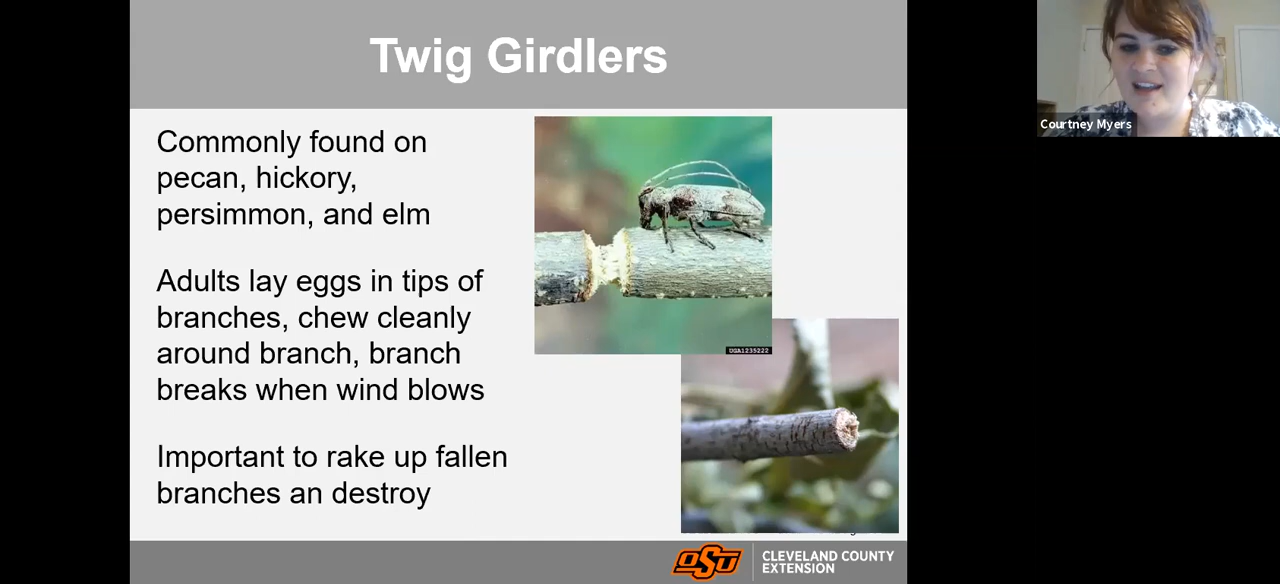 Twig Girdlers
Commonly found on
pecan, hickory,
persimmon, and elm
Adults lay eggs in tips of
branches, chew cleanly
around branch, branch
breaks when wind blows
Important to rake up fallen
branches an destroy
UGA1235222
OSU
CLEVELAND COUNTY
EXTENSION
Courtney Myers